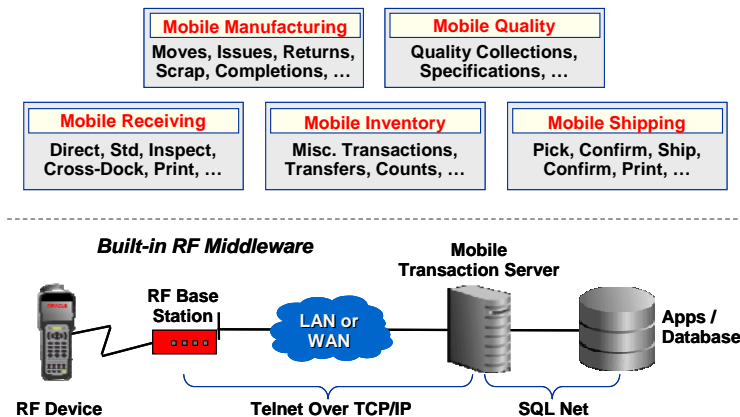 Mobile Manufacturing
Moves, Issues, Returns,
Scrap, Completions, …
Mobile Quality
Quality Collections,
Specifications, …
Mobile Receiving
Direct, Std, Inspect,
Cross-Dock, Print, …
Mobile Inventory
Misc. Transactions,
Transfers, Counts, …
Mobile Shipping
Pick, Confirm, Ship,
Confirm, Print, …
Built-in RF Middleware
Mobile
Transaction Server
RF Base
Station
LAN or
WAN
Apps /
Database
ORACLE
RF Device
Telnet Over TCP/IP
SQL Net